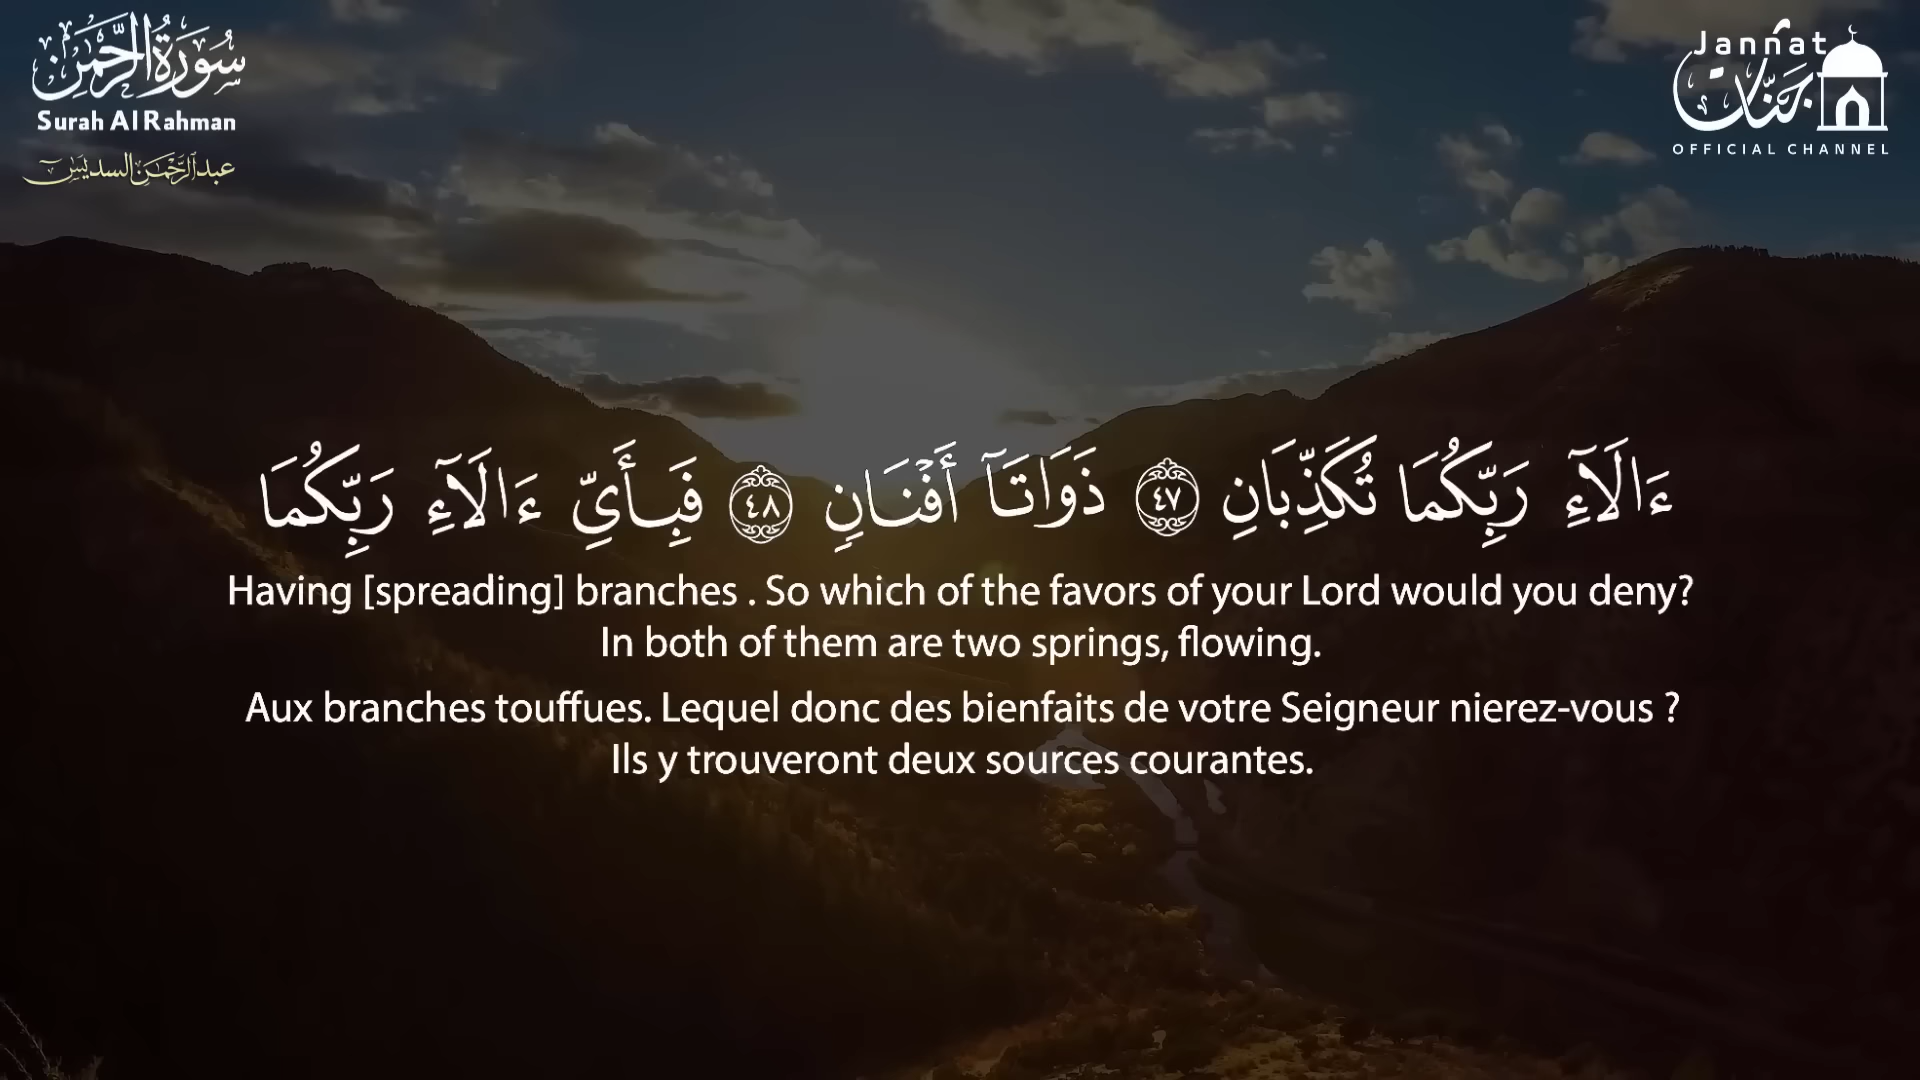 سُورَةُ الرَّحْمَٰن
Surah Al Rahman
عبد الرَّحْمَن السديس
Jannat
جَنَّات
OFFICIAL CHANNEL
ءَالَآءِ رَبِّكُمَا تُكَذِّبَانِ ٤٧ ذَوَاتَآ أَفْنَانٍ ٤٨ فَبِأَيِّ ءَالَآءِ رَبِّكُمَا
Having [spreading] branches . So which of the favors of your Lord would you deny?
In both of them are two springs, flowing.
Aux branches touffues. Lequel donc des bienfaits de votre Seigneur nierez-vous ?
Ils y trouveront deux sources courantes.